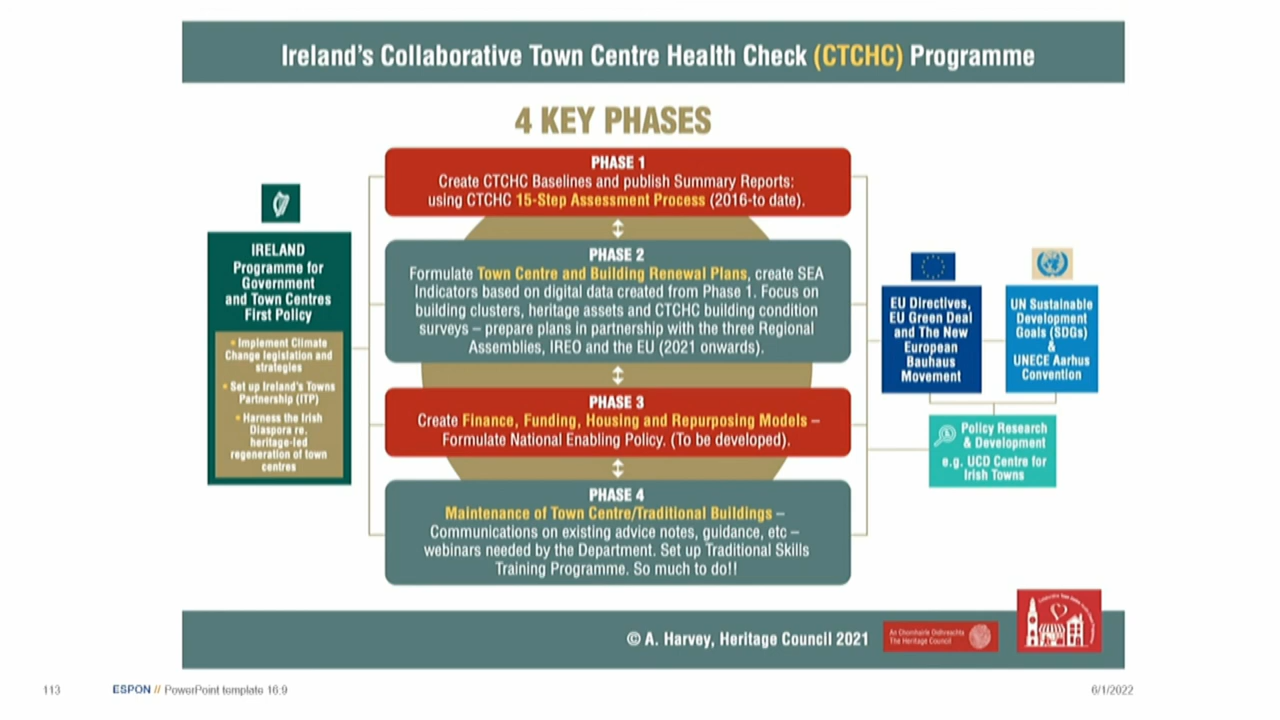 Ireland's Collaborative Town Centre Health Check (CTCHC) Programme
4 KEY PHASES
PHASE 1
Create CTCHC Baselines and publish Summary Reports:
using CTCHC 15-Step Assessment Process (2016-to date).
PHASE 2
Formulate Town Centre and Building Renewal Plans, create SEA
Indicators based on digital data created from Phase 1. Focus on
building clusters, heritage assets and CTCHC building condition
surveys – prepare plans in partnership with the three Regional
Assemblies, IREO and the EU (2021 onwards).
PHASE 3
Create Finance, Funding, Housing and Repurposing Models –
Formulate National Enabling Policy. (To be developed).
PHASE 4
Maintenance of Town Centre/Traditional Buildings –
Communications on existing advice notes, guidance, etc –
webinars needed by the Department. Set up Traditional Skills
Training Programme. So much to do!!
IRELAND
Programme for
Government
and Town Centres
First Policy
• Implement Climate
Change legislation and
strategies
• Set up Ireland's Towns
Partnership (ITP)
• Harness the Irish
Diaspora re.
heritage-led
regeneration of town
centres
EU Directives,
EU Green Deal
and The New
European
Bauhaus
Movement
UN Sustainable
Development
Goals (SDGs)
&
UNECE Aarhus
Convention
Policy Research
& Development
e.g. UCD Centre for
Irish Towns
© A. Harvey, Heritage Council 2021
An Chomhairle Oidhreachta
The Heritage Council
113
ESPON // PowerPoint template 16:9
6/1/2022